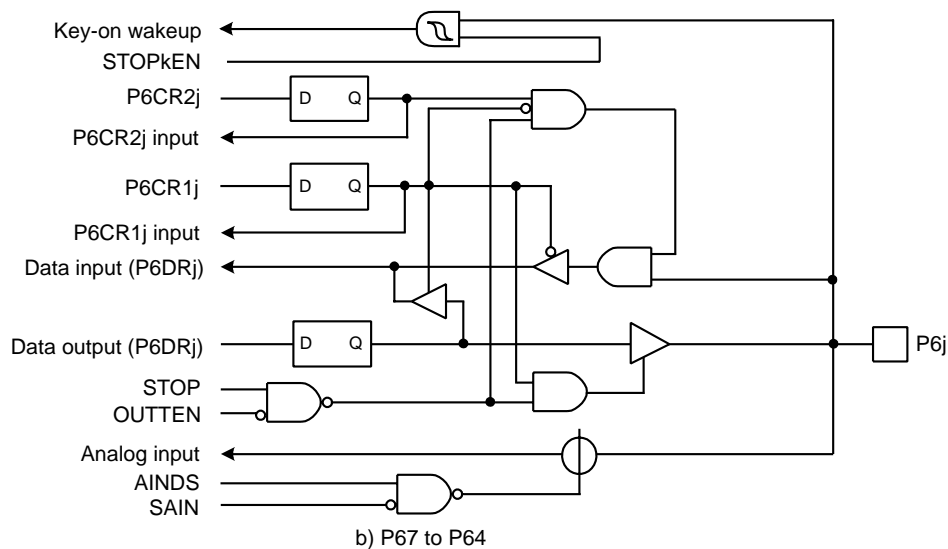 Key-on wakeup
STOPkEN
P6CR2j
D Q
P6CR2j input
P6CR1j
D Q
P6CR1j input
Data input (P6DRj)
Data output (P6DRj)
D Q
P6j
STOP
OUTTEN
Analog input
AINDS
SAIN
b) P67 to P64